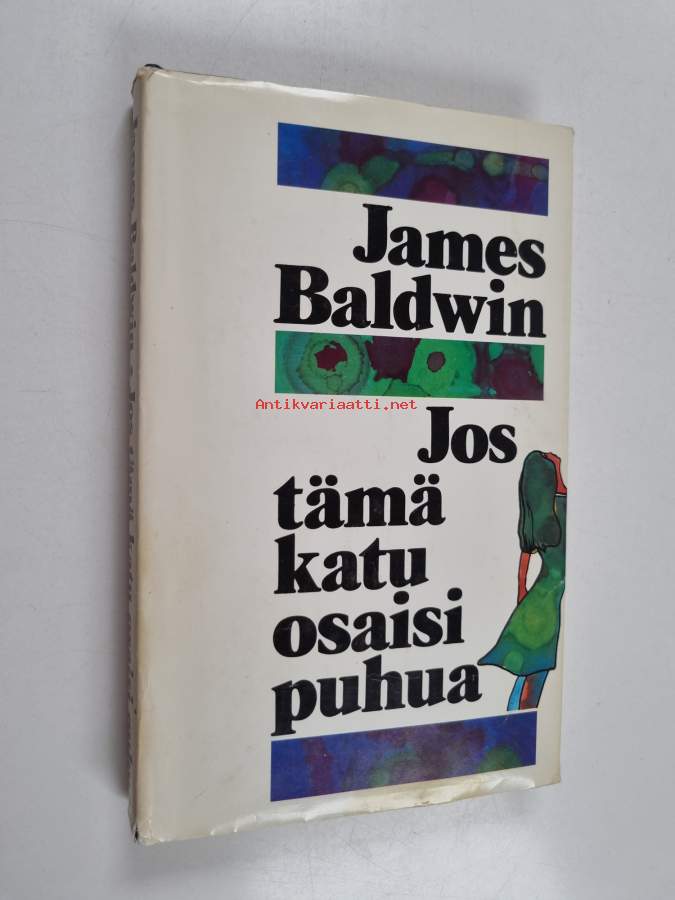 James
Baldwin
Antikvariaatti.net
Jos
tämä
katu
osaisi
puhua